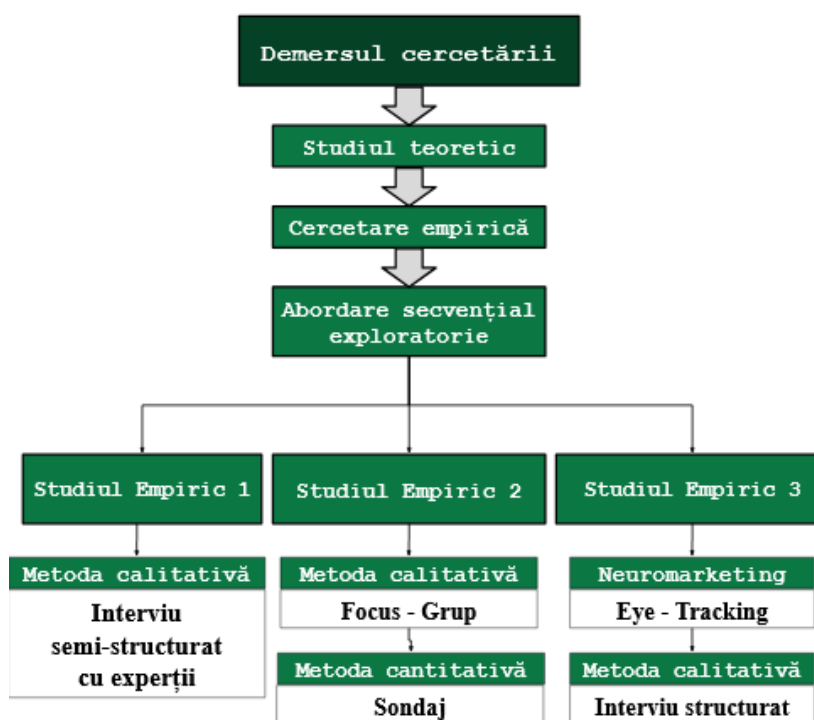 Demersul cercetării
Studiul teoretic
Cercetare empirică
Abordare secvențial
exploratorie
Studiul Empiric 1
Studiul Empiric 2
Studiul Empiric 3
Metoda calitativă
Interviu
semi-structurat
cu experții
Metoda calitativă
Focus - Grup
Metoda cantitativă
Sondaj
Neuromarketing
Eye - Tracking
Metoda calitativă
Interviu structurat